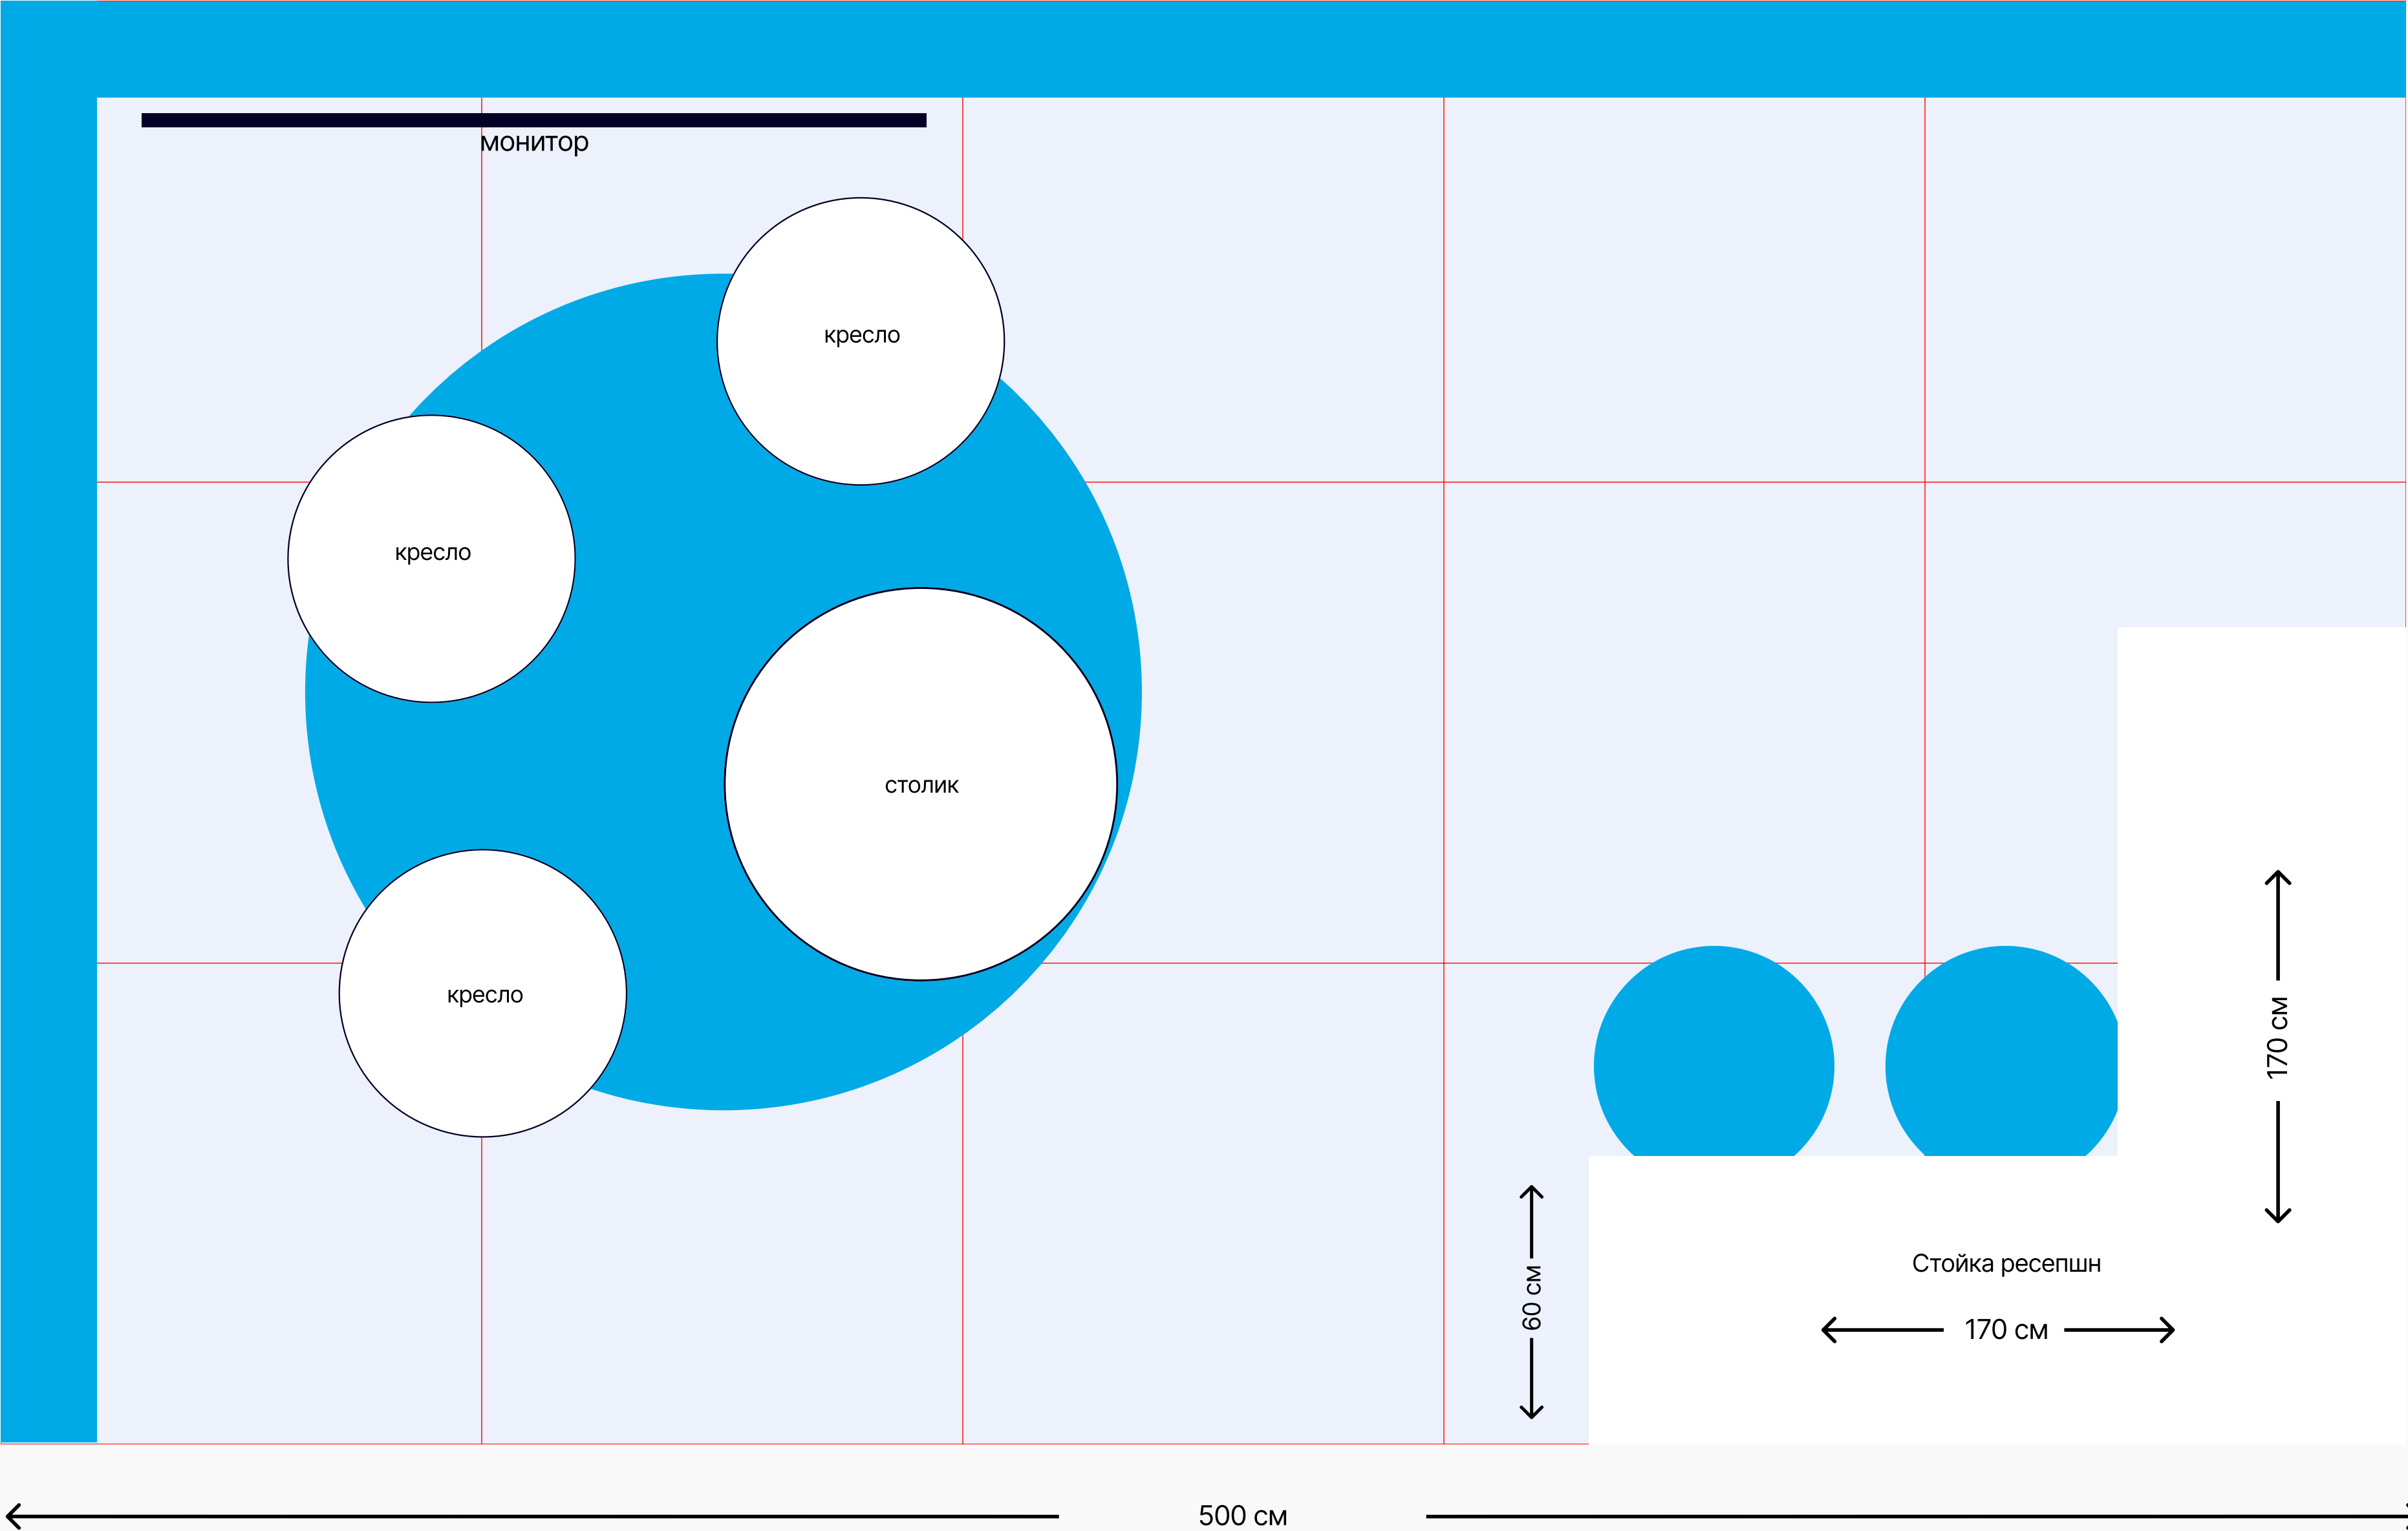 монитор
кресло
кресло
столик
кресло
170 см
60 см
Стойка ресепшн
170 см
500 см